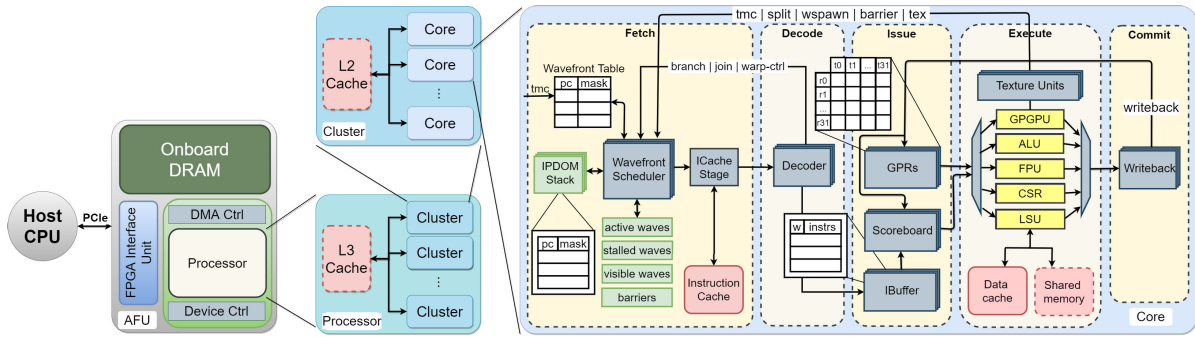 Host
CPU
PCIe
Onboard
DRAM
FPGA Interface
Unit
DMA Ctrl
Processor
Device Ctrl
AFU
L2
Cache
Core
Core
⋮
Core
Cluster
L3
Cache
Cluster
Cluster
⋮
Cluster
Processor
tmc | split | wspawn | barrier | tex
Fetch
Decode
Issue
Execute
Commit
Wavefront Table
pc mask
tmc
branch | join | warp-ctrl
IPDOM
Stack
Wavefront
Scheduler
ICache
Stage
pc mask
active waves
stalled waves
visible waves
barriers
Instruction
Cache
Decoder
w instrs
t0 t1 ... t31
r0
r1
...
r31
GPRs
Scoreboard
IBuffer
Texture Units
GPGPU
ALU
FPU
CSR
LSU
Data
cache
Shared
memory
writeback
Writeback
Core